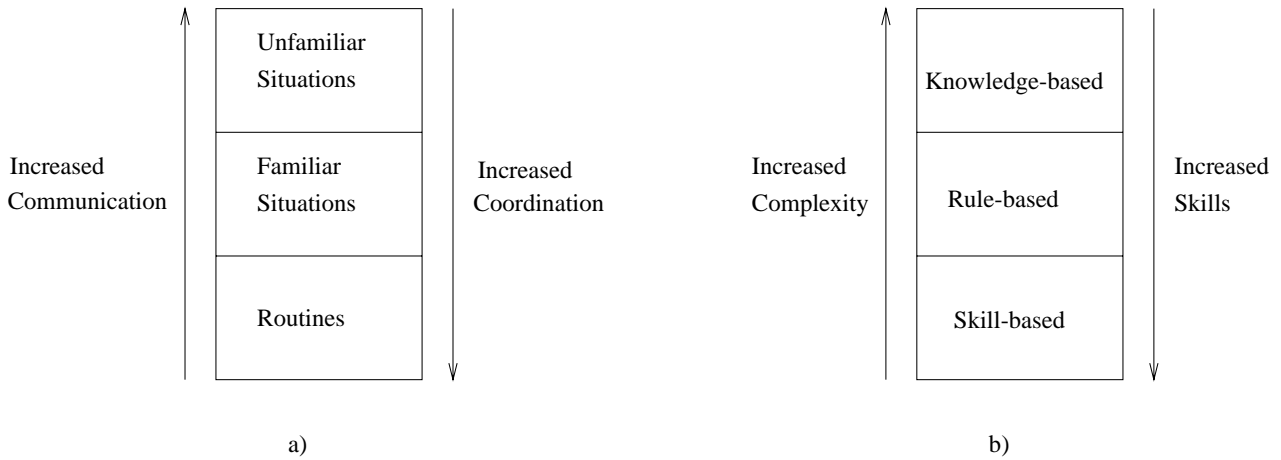 Unfamiliar
Situations
Increased
Communication
Familiar
Situations
Increased
Coordination
Routines
a)
Knowledge-based
Increased
Complexity
Rule-based
Increased
Skills
Skill-based
b)